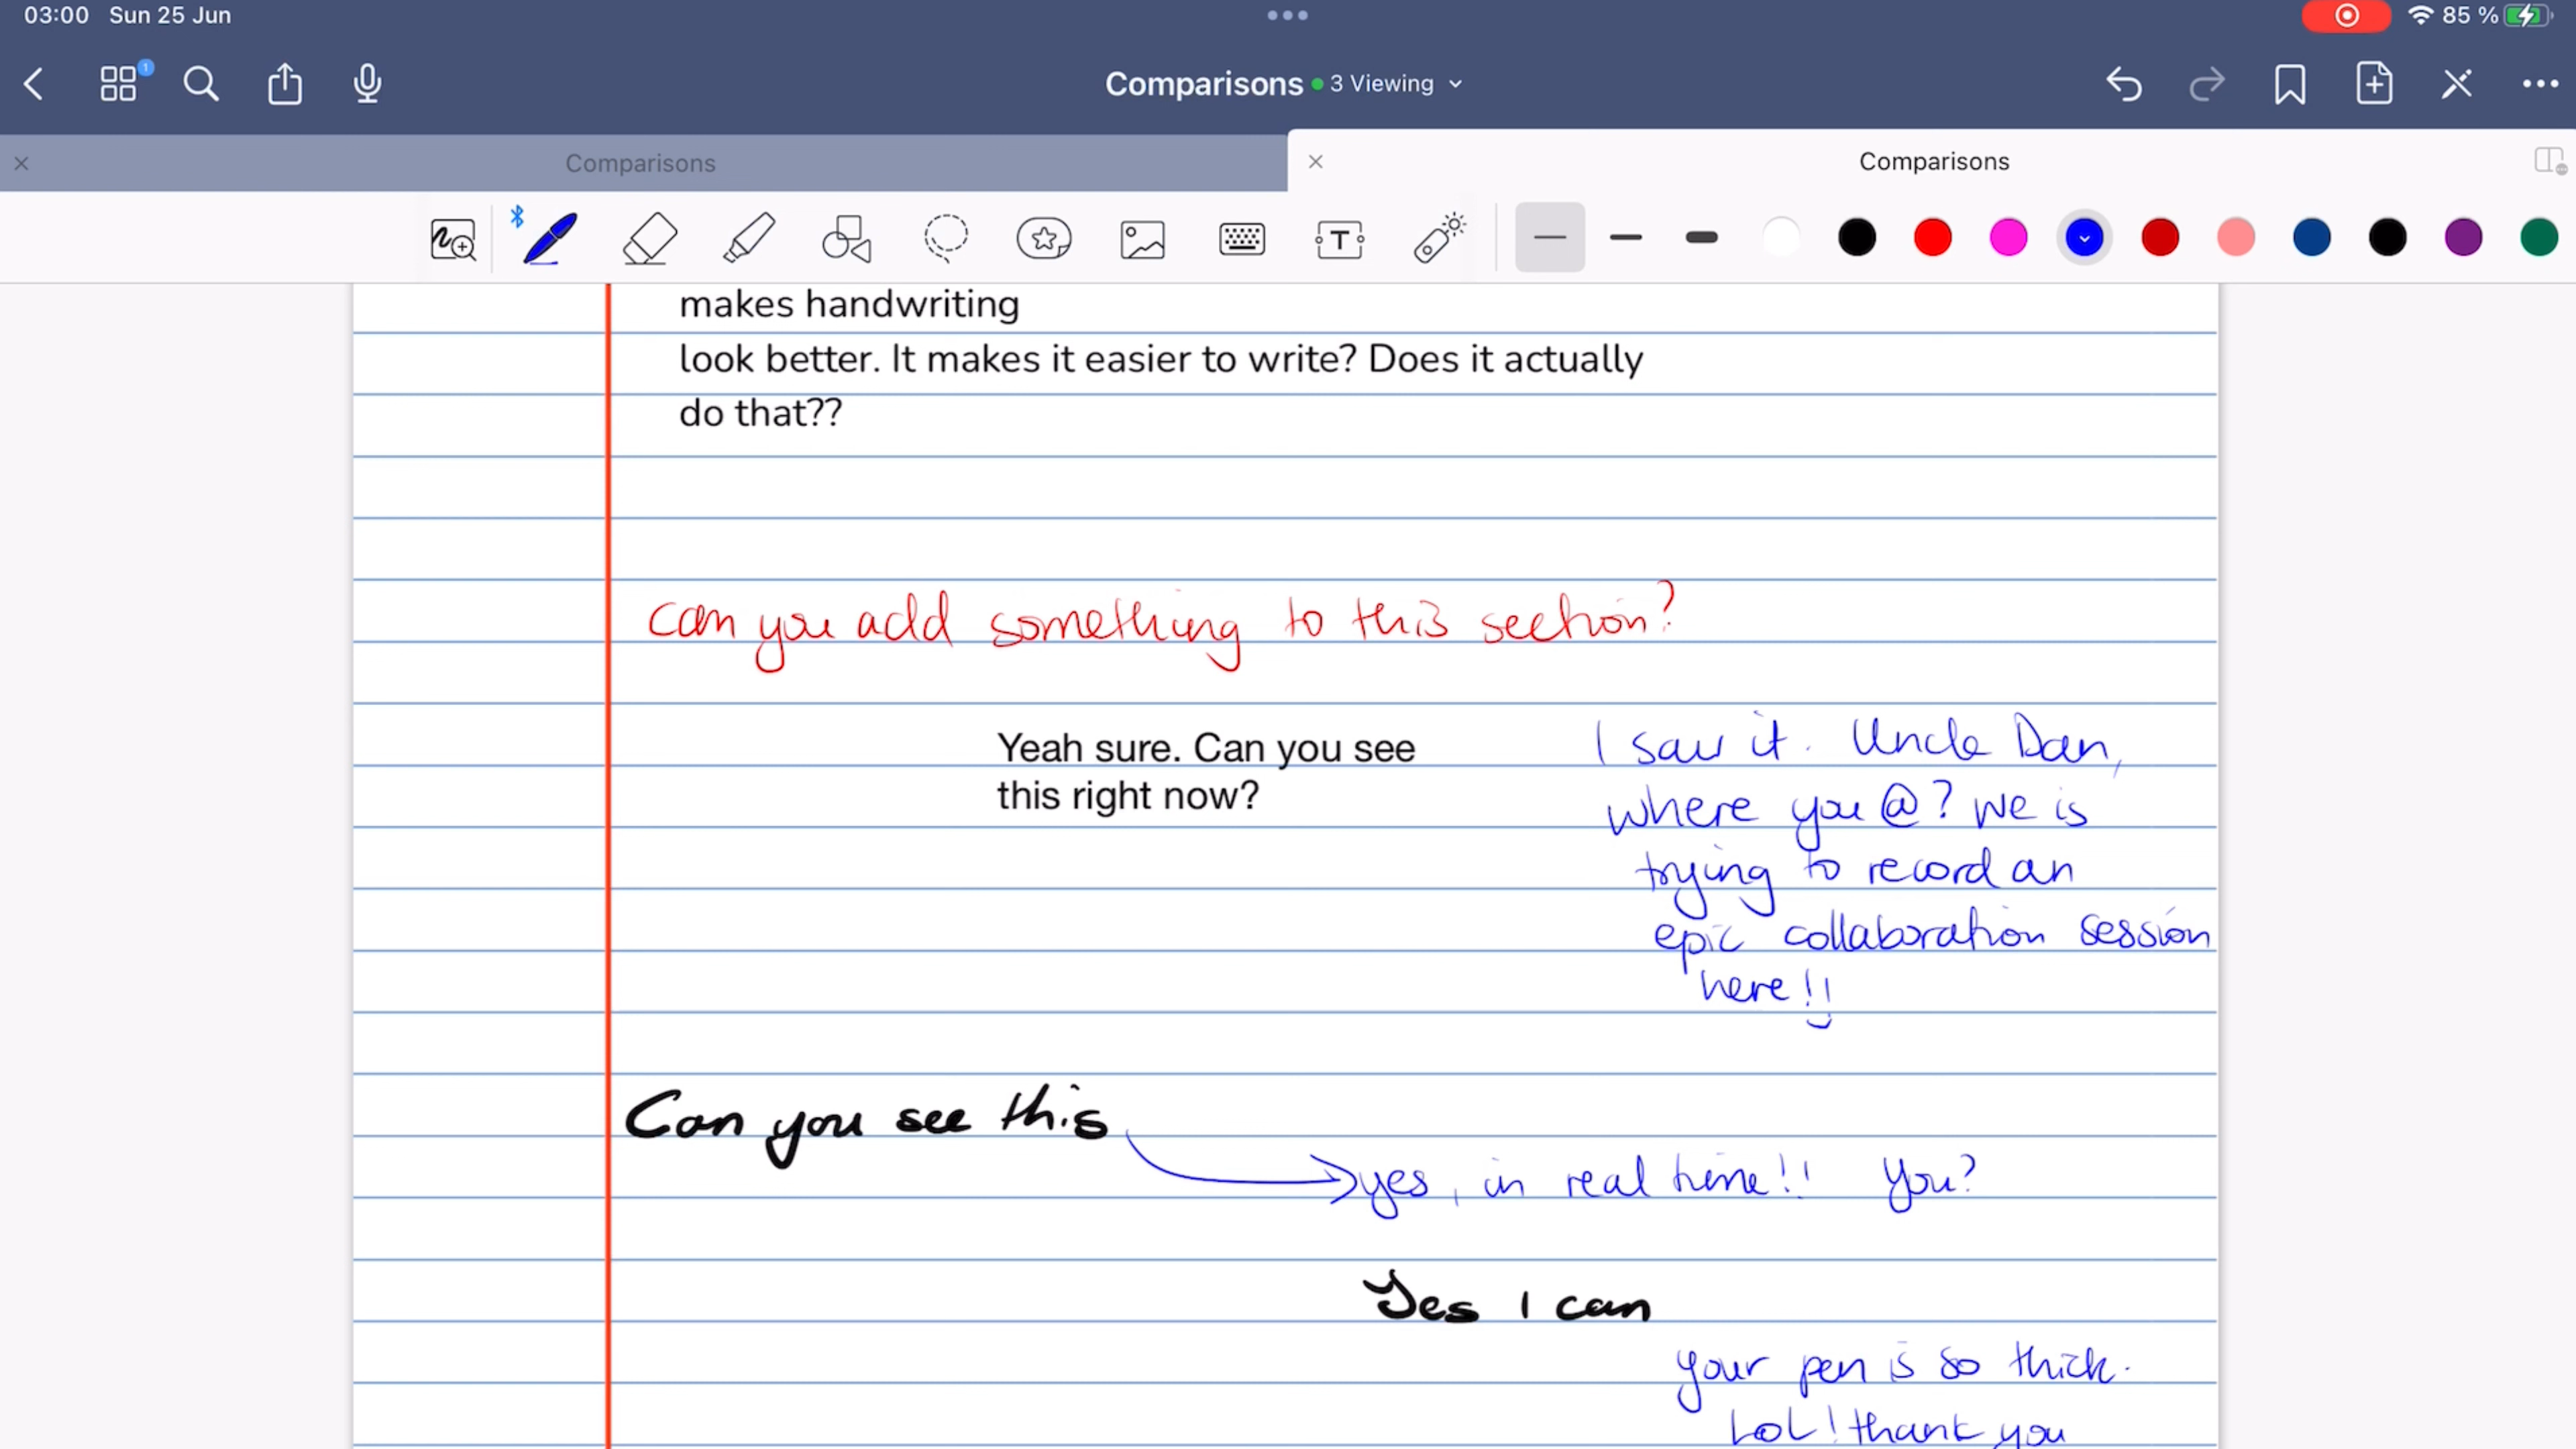 03:00 Sun 25 Jun
85 %
1
Comparisons 3 Viewing
Comparisons
Comparisons
T
makes handwriting
look better. It makes it easier to write? Does it actually
do that??
can you add something to this section?
Yeah sure. Can you see
this right now?
I saw it. Uncle Dan,
where you @? We is
trying to record an
epic collaboration session
here!!
Can you see this
yes, in real time!! You?
Yes I can
your pen is so thick.
LoL! thank you